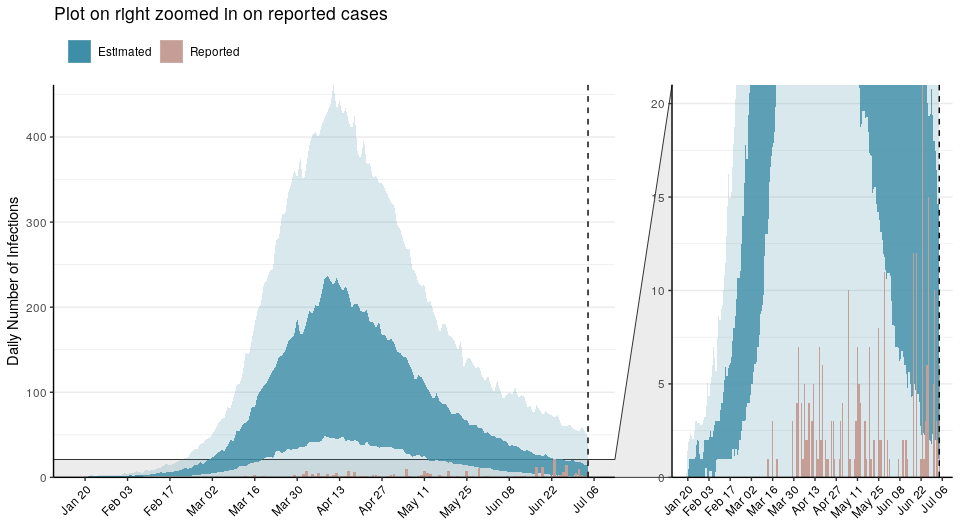 Plot on right zoomed in on reported cases
Estimated Reported
Daily Number of Infections
400
300
200
100
0
Jan 20 Feb 03 Feb 17 Mar 02 Mar 16 Mar 30 Apr 13 Apr 27 May 11 May 25 Jun 08 Jun 22 Jul 06
20
15
10
5
0
Jan 20 Feb 03 Feb 17 Mar 02 Mar 16 Mar 30 Apr 13 Apr 27 May 11 May 25 Jun 08 Jun 22 Jul 06